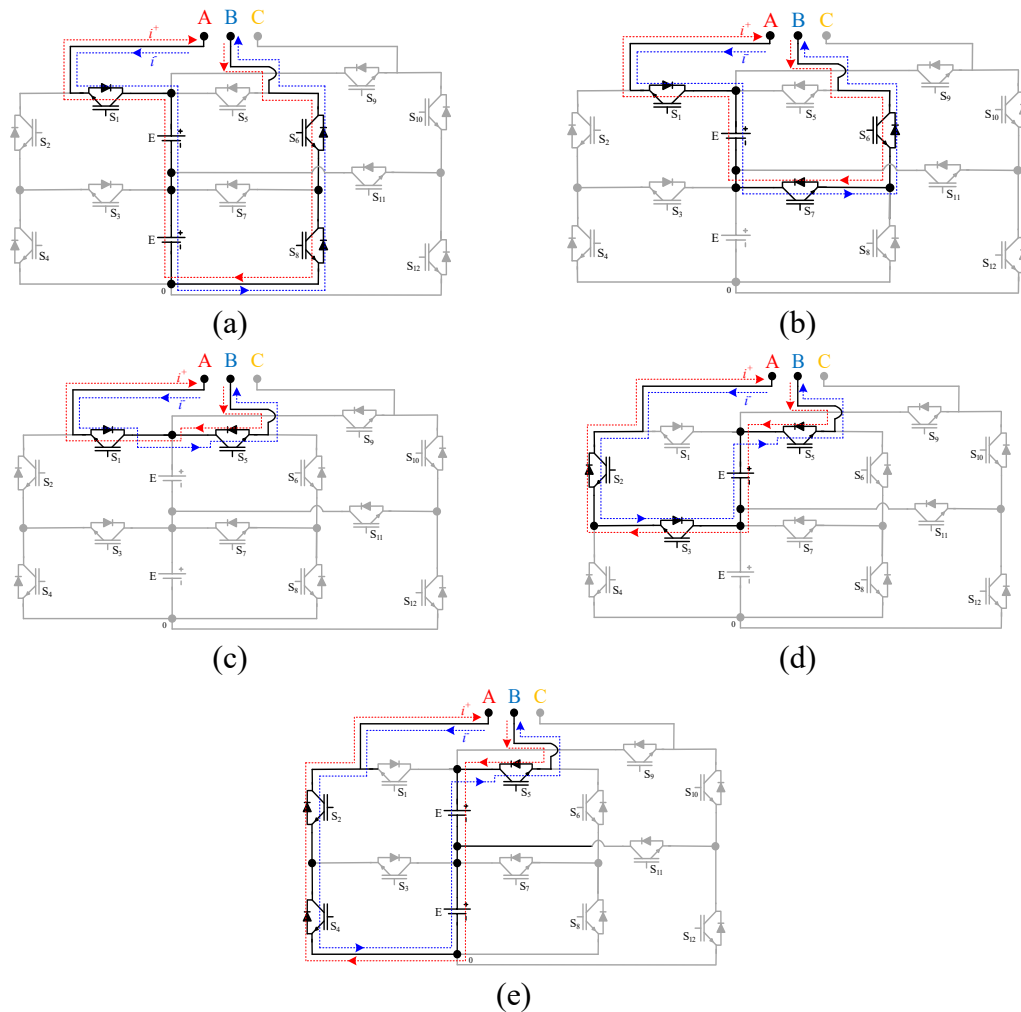 A B C
i+
i-
S9
S1 S5
S10
S2 E S6
S11
S3 S7
S4 E S8
S12
0
(a)
A B C
i+
i-
S9
S1 S5
S10
S2 E S6
S11
S3 S7
S4 E S8
S12
0
(b)
A B C
i+
i-
S9
S1 S5
S10
S2 E S6
S11
S3 S7
S4 E S8
S12
0
(c)
A B C
i+
i-
S9
S1 S5
S10
S2 E S6
S11
S3 S7
S4 E S8
S12
0
(d)
A B C
i+
i-
S9
S1 S5
S10
S2 E S6
S11
S3 S7
S4 E S8
S12
0
(e)